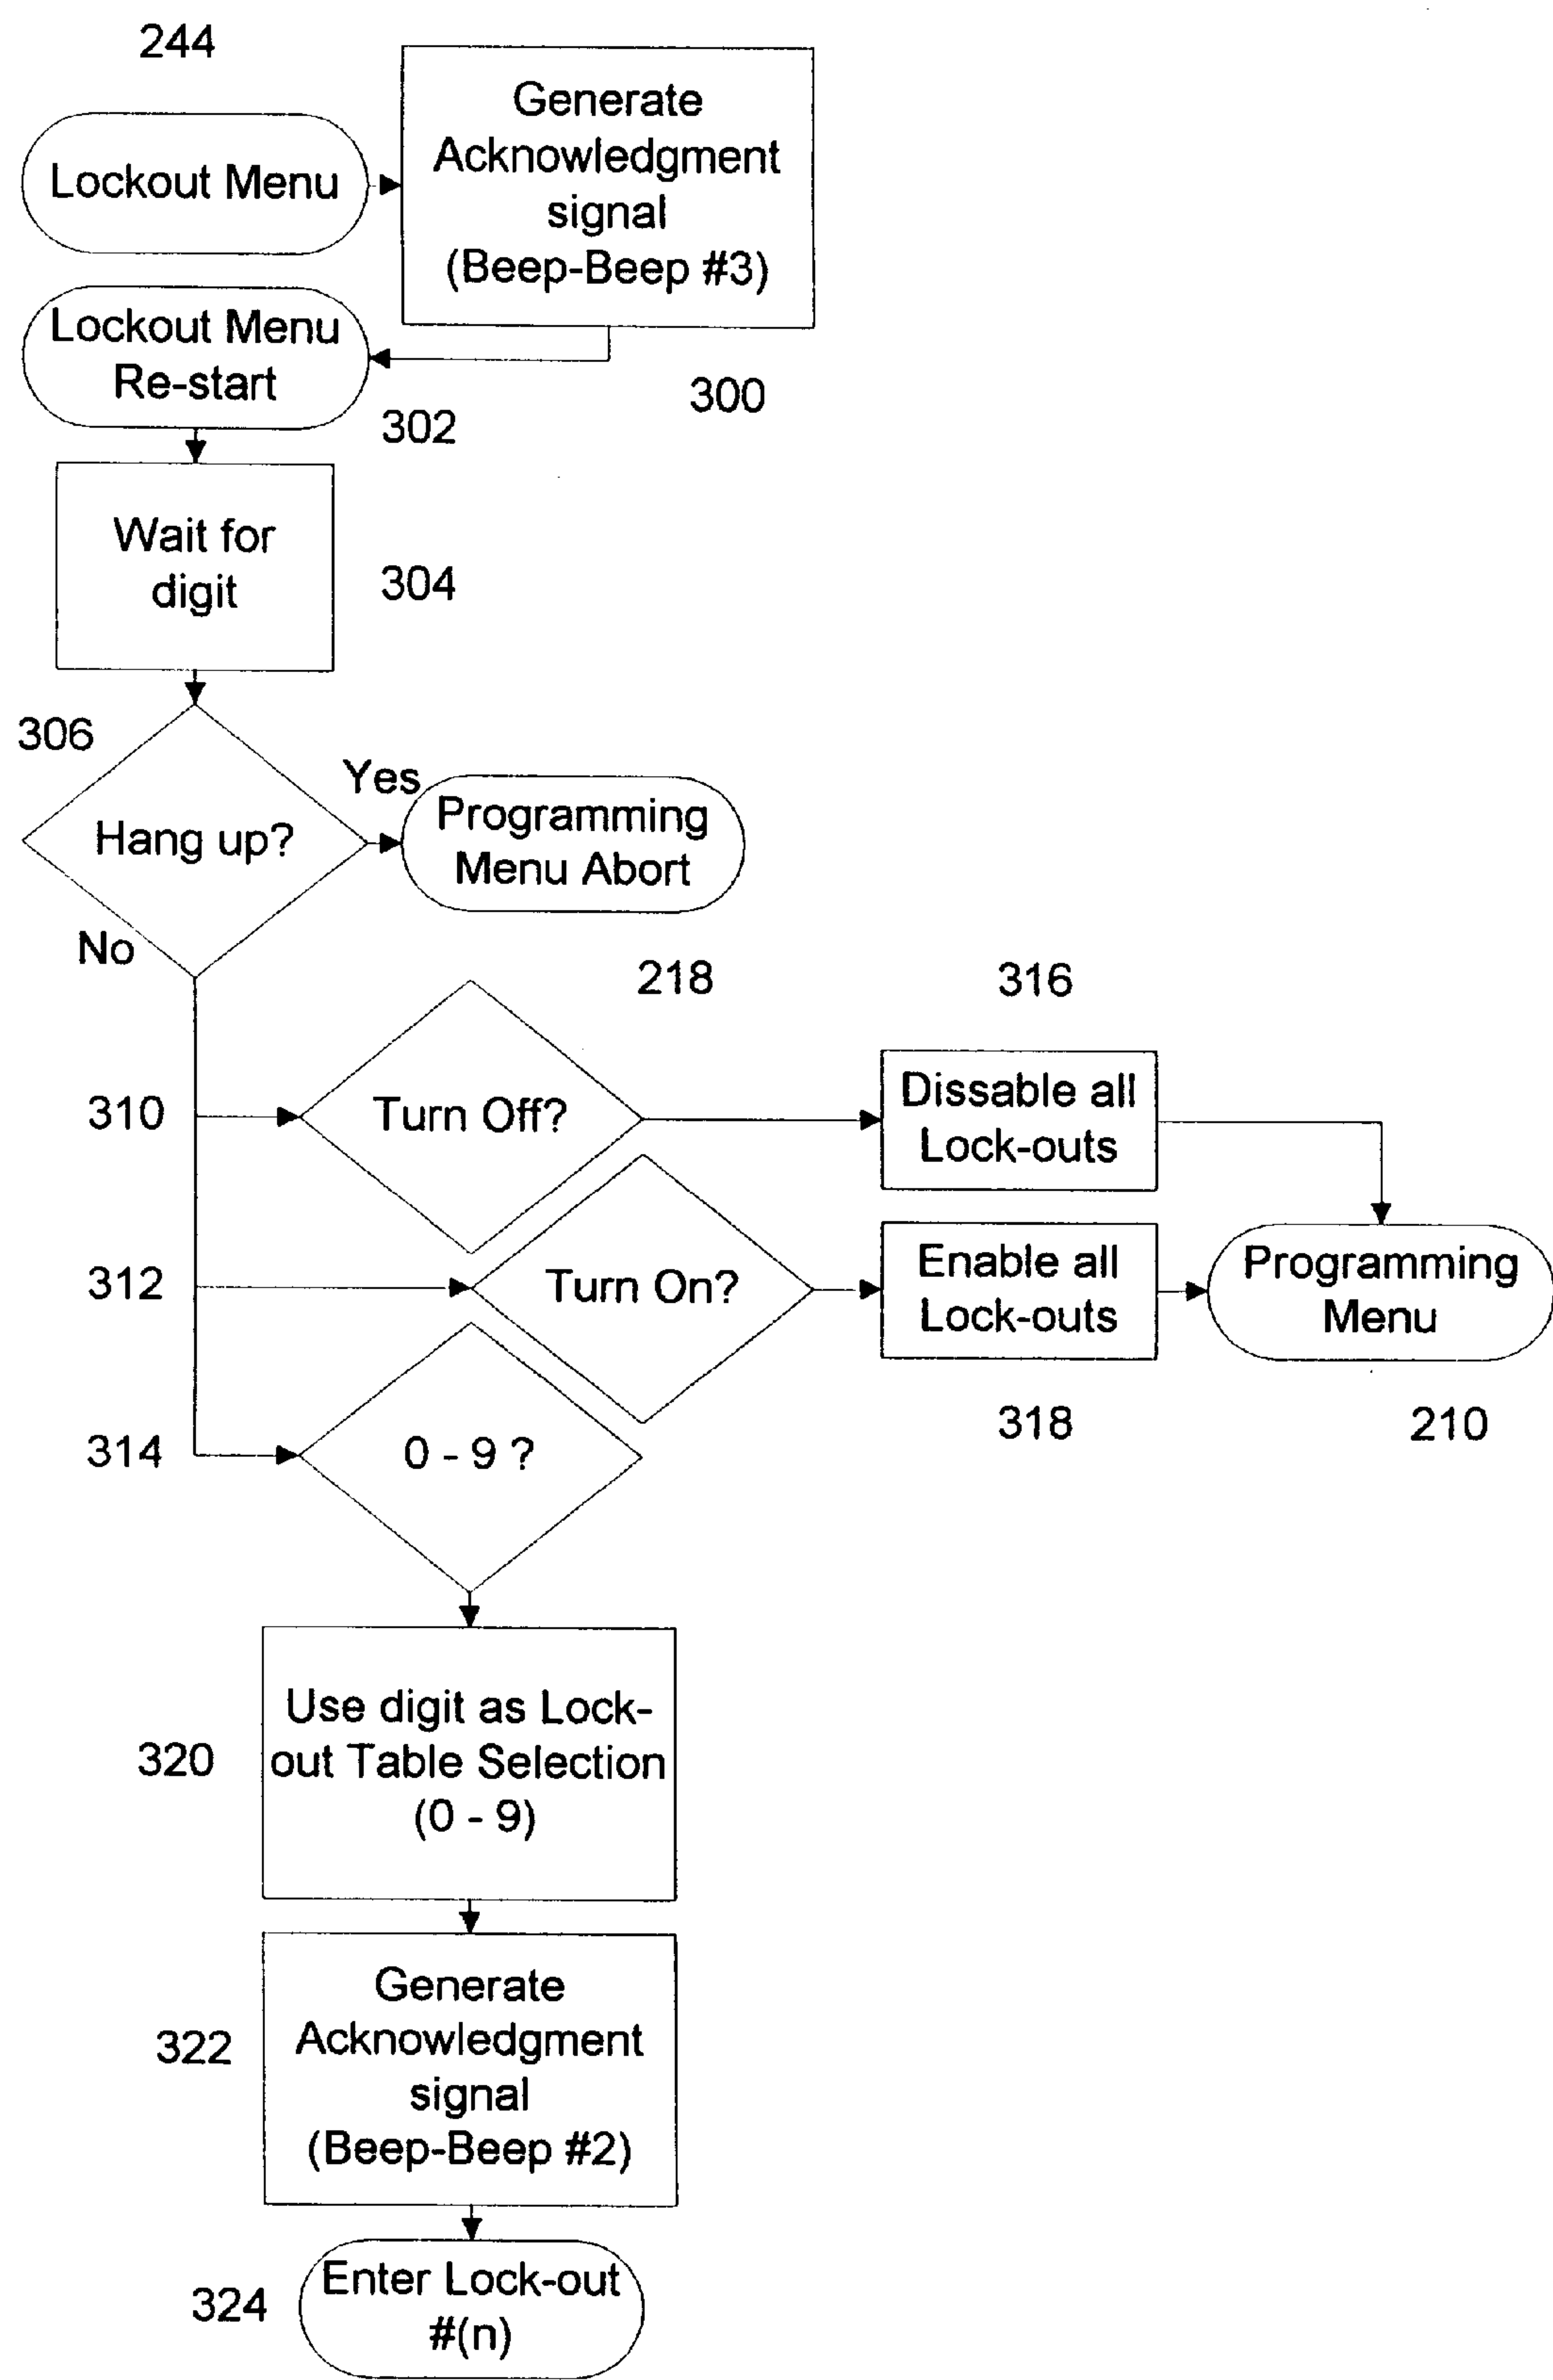 244
Lockout Menu
Generate
Acknowledgment
signal
(Beep-Beep #3)
300
Lockout Menu
Re-start
302
Wait for
digit
304
306
Hang up?
Yes
Programming
Menu Abort
218
No
310
Turn Off?
316
Dissable all
Lock-outs
312
Turn On?
Enable all
Lock-outs
318
Programming
Menu
210
314
0 - 9 ?
320
Use digit as Lock-
out Table Selection
(0 - 9)
322
Generate
Acknowledgment
signal
(Beep-Beep #2)
324
Enter Lock-out
#(n)